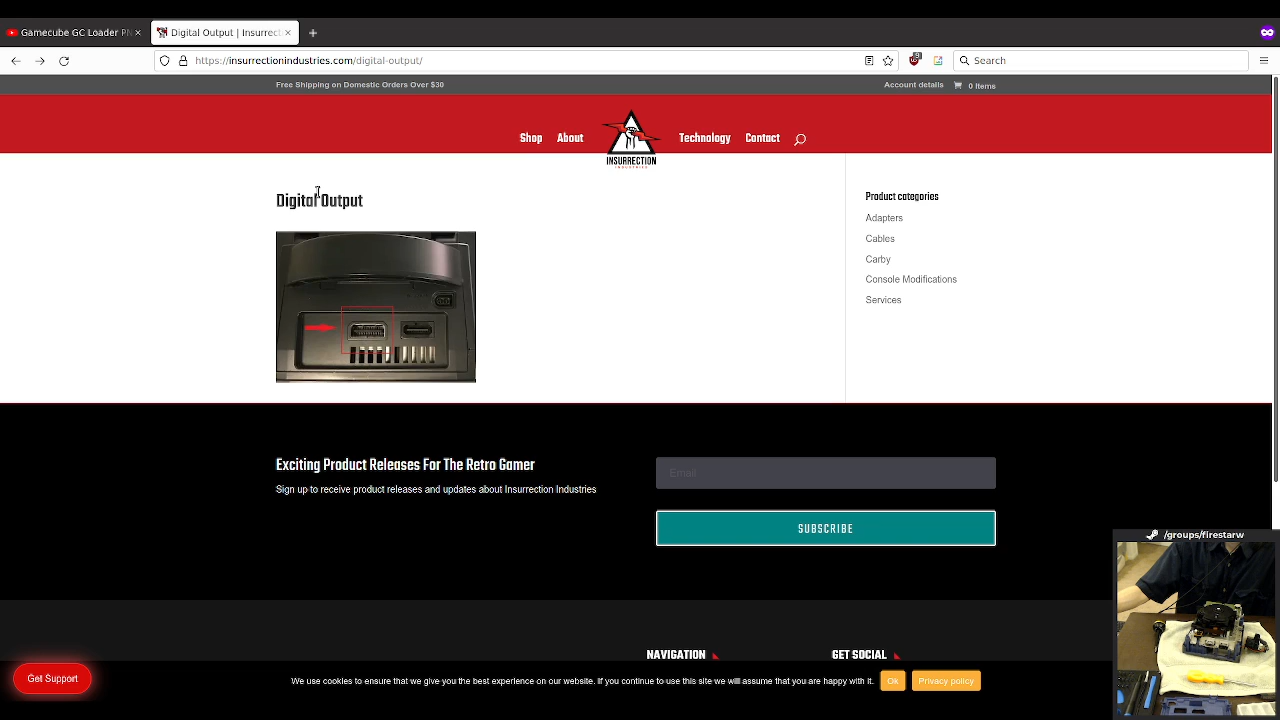 Gamecube GC Loader PN
Digital Output | Insurrecti
https://insurrectionindustries.com/digital-output/
Search
Free Shipping on Domestic Orders Over $30
Account details
0 Items
Shop
About
INSURRECTION
INDUSTRIES
Technology
Contact
Digital Output
Product categories
Adapters
Cables
Carby
Console Modifications
Services
Exciting Product Releases For The Retro Gamer
Sign up to receive product releases and updates about Insurrection Industries
Email
SUBSCRIBE
/groups/firestarw
NAVIGATION
GET SOCIAL
Get Support
We use cookies to ensure that we give you the best experience on our website. If you continue to use this site we will assume that you are happy with it.
Ok
Privacy policy